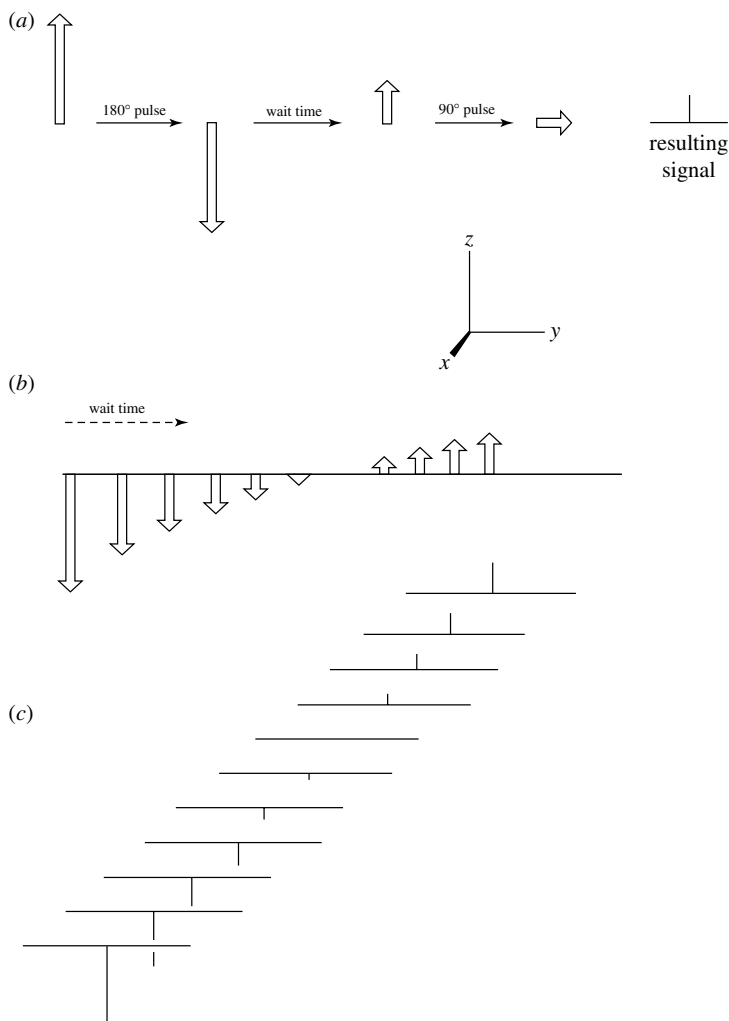 (a)
180° pulse
wait time
90° pulse
resulting
signal
z
y
x
(b)
wait time
(c)